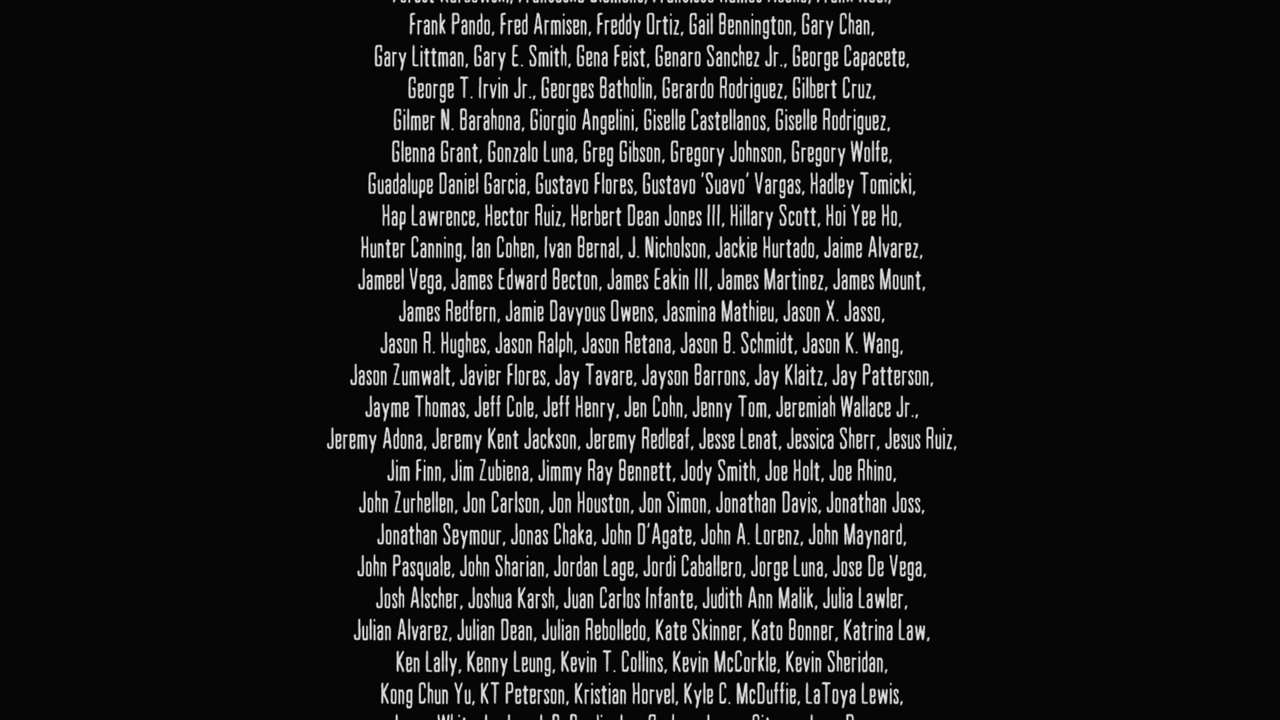 Frank Pando, Fred Armisen, Freddy Ortiz, Gail Bennington, Gary Chan,
Gary Littman, Gary E. Smith, Gena Feist, Genaro Sanchez Jr., George Capacete,
George T. Irvin Jr., Georges Batholin, Gerardo Rodriguez, Gilbert Cruz,
Gilmer N. Barahona, Giorgio Angelini, Giselle Castellanos, Giselle Rodriguez,
Glenna Grant, Gonzalo Luna, Greg Gibson, Gregory Johnson, Gregory Wolfe,
Guadalupe Daniel Garcia, Gustavo Flores, Gustavo 'Suavo' Vargas, Hadley Tomicki,
Hap Lawrence, Hector Ruiz, Herbert Dean Jones III, Hillary Scott, Hoi Yee Ho,
Hunter Canning, Ian Cohen, Ivan Bernal, J. Nicholson, Jackie Hurtado, Jaime Alvarez,
Jameel Vega, James Edward Becton, James Eakin III, James Martinez, James Mount,
James Redfern, Jamie Davyous Owens, Jasmina Mathieu, Jason X. Jasso,
Jason R. Hughes, Jason Ralph, Jason Retana, Jason B. Schmidt, Jason K. Wang,
Jason Zumwalt, Javier Flores, Jay Tavare, Jayson Barrons, Jay Klaitz, Jay Patterson,
Jayme Thomas, Jeff Cole, Jeff Henry, Jen Cohn, Jenny Tom, Jeremiah Wallace Jr.,
Jeremy Adona, Jeremy Kent Jackson, Jeremy Redleaf, Jesse Lenat, Jessica Sherr, Jesus Ruiz,
Jim Finn, Jim Zubiena, Jimmy Ray Bennett, Jody Smith, Joe Holt, Joe Rhino,
John Zurhellen, Jon Carlson, Jon Houston, Jon Simon, Jonathan Davis, Jonathan Joss,
Jonathan Seymour, Jonas Chaka, John D'Agate, John A. Lorenz, John Maynard,
John Pasquale, John Sharian, Jordan Lage, Jordi Caballero, Jorge Luna, Jose De Vega,
Josh Alscher, Joshua Karsh, Juan Carlos Infante, Judith Ann Malik, Julia Lawler,
Julian Alvarez, Julian Dean, Julian Rebolledo, Kate Skinner, Kato Bonner, Katrina Law,
Ken Lally, Kenny Leung, Kevin T. Collins, Kevin McCorkle, Kevin Sheridan,
Kong Chun Yu, KT Peterson, Kristian Horvel, Kyle C. McDuffie, LaToya Lewis,